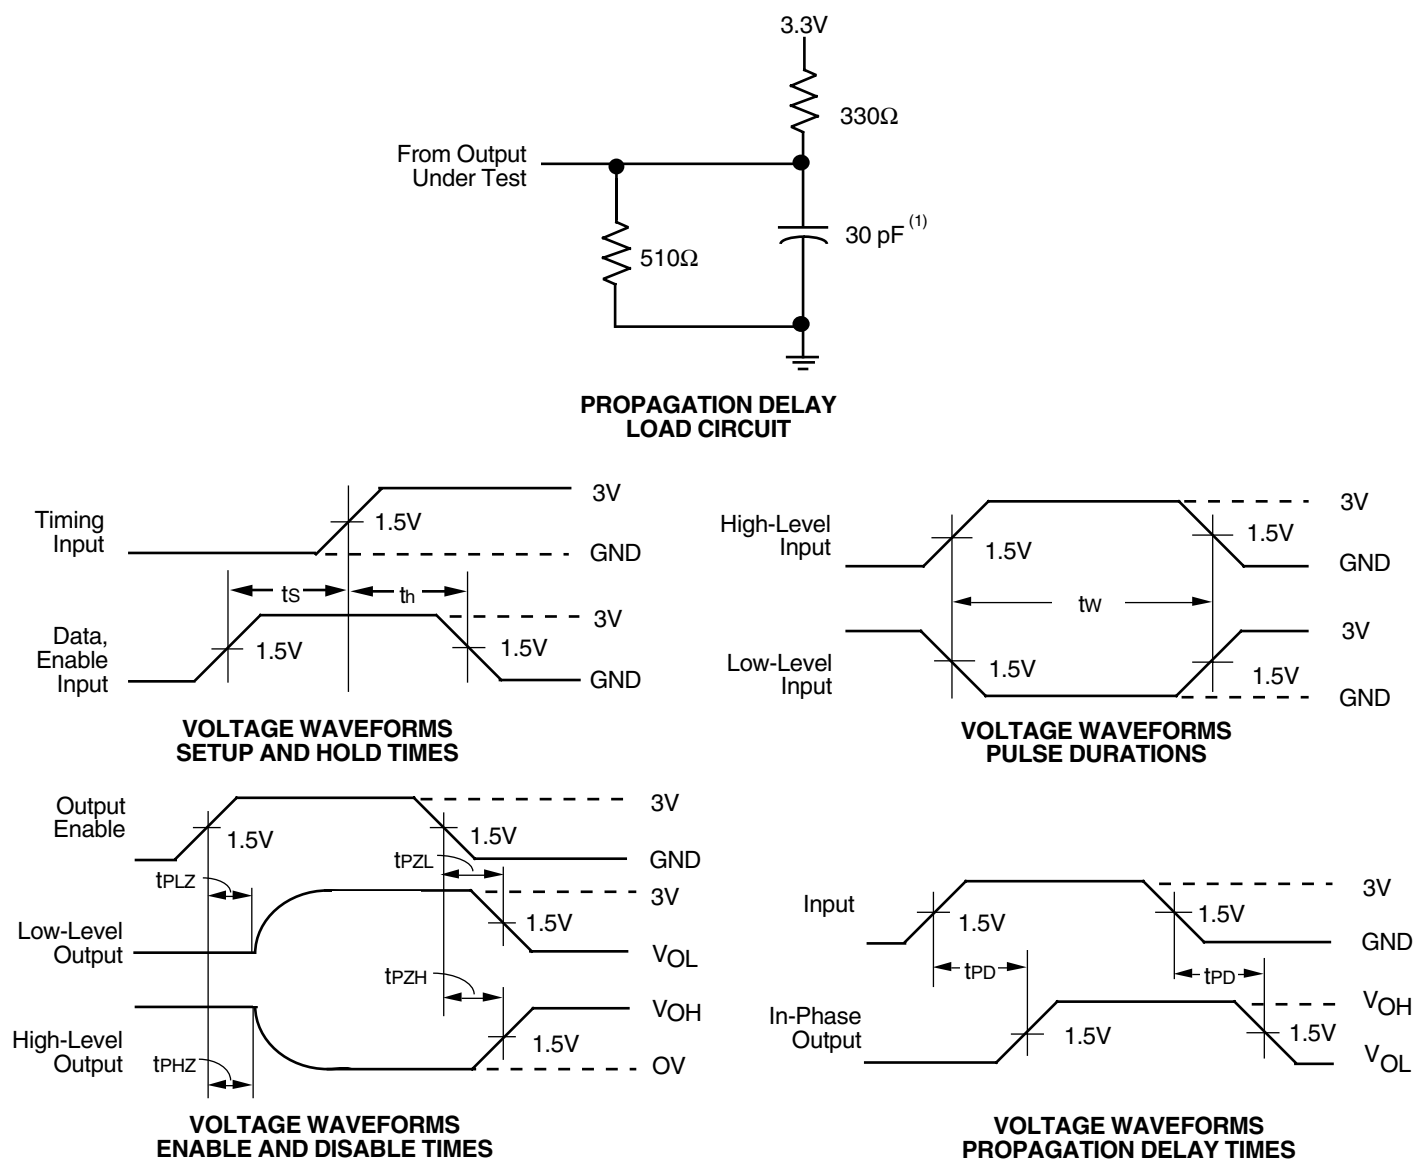 3.3V
330Ω
From Output
Under Test
510Ω
30 pF (1)
PROPAGATION DELAY
LOAD CIRCUIT
Timing
Input
1.5V
3V
GND
tS
th
Data,
Enable
Input
1.5V
1.5V
3V
GND
VOLTAGE WAVEFORMS
SETUP AND HOLD TIMES
High-Level
Input
1.5V
1.5V
3V
GND
tW
Low-Level
Input
1.5V
1.5V
3V
GND
VOLTAGE WAVEFORMS
PULSE DURATIONS
Output
Enable
1.5V
1.5V
3V
GND
tPLZ
tPZL
Low-Level
Output
1.5V
3V
VOL
tPZH
High-Level
Output
tPHZ
1.5V
VOH
OV
VOLTAGE WAVEFORMS
ENABLE AND DISABLE TIMES
Input
1.5V
1.5V
3V
GND
tPD
tPD
In-Phase
Output
1.5V
1.5V
VOH
VOL
VOLTAGE WAVEFORMS
PROPAGATION DELAY TIMES